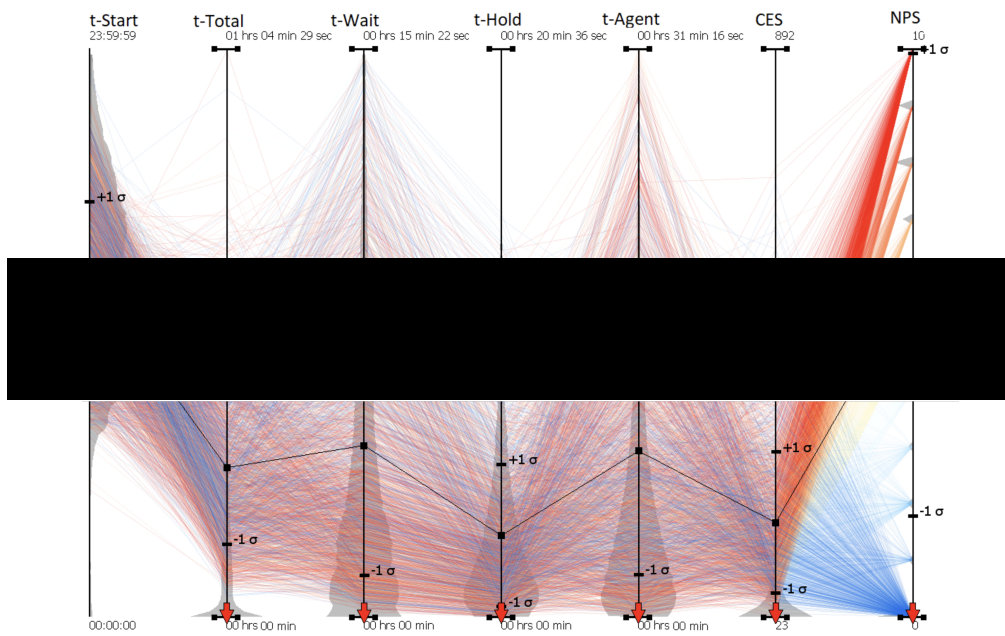 t-Start t-Total t-Wait t-Hold t-Agent CES NPS
23:59:59 01 hrs 04 min 29 sec 00 hrs 15 min 22 sec 00 hrs 20 min 36 sec 00 hrs 31 min 16 sec 892 10
+1 σ
+1 σ
+1 σ
+1 σ
-1 σ
-1 σ
-1 σ
-1 σ
-1 σ
-1 σ
00:00:00 00 hrs 00 min 00 hrs 00 min 00 hrs 00 min 00 hrs 00 min 23 0